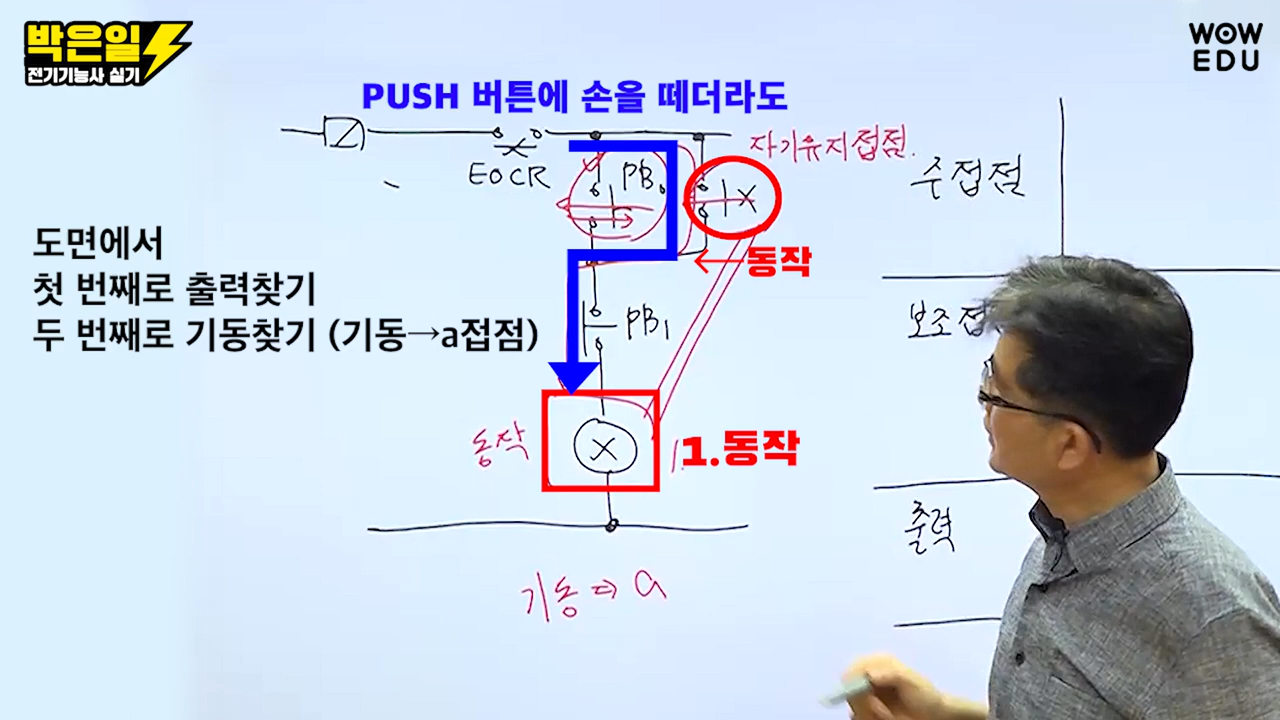 박은일
전기기능사 실기
WOW
EDU
PUSH 버튼에 손을 떼더라도
자기유지접점.
EOCR
PB₀
X
주접점
도면에서
첫 번째로 출력찾기
두 번째로 기동찾기 (기동→a접점)
←동작
PB₁
보조접
동작
X
1.
1.동작
출력
기동 ⇨ a